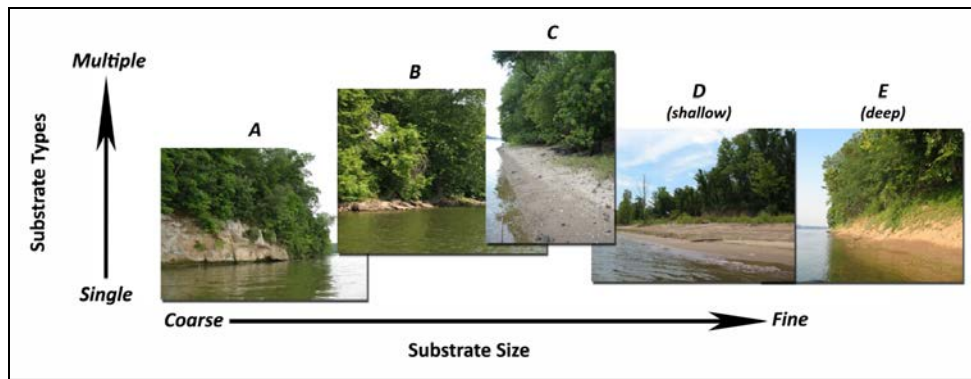 C
Multiple
B
D
(shallow)
E
(deep)
A
Substrate Types
Single
Coarse
Fine
Substrate Size